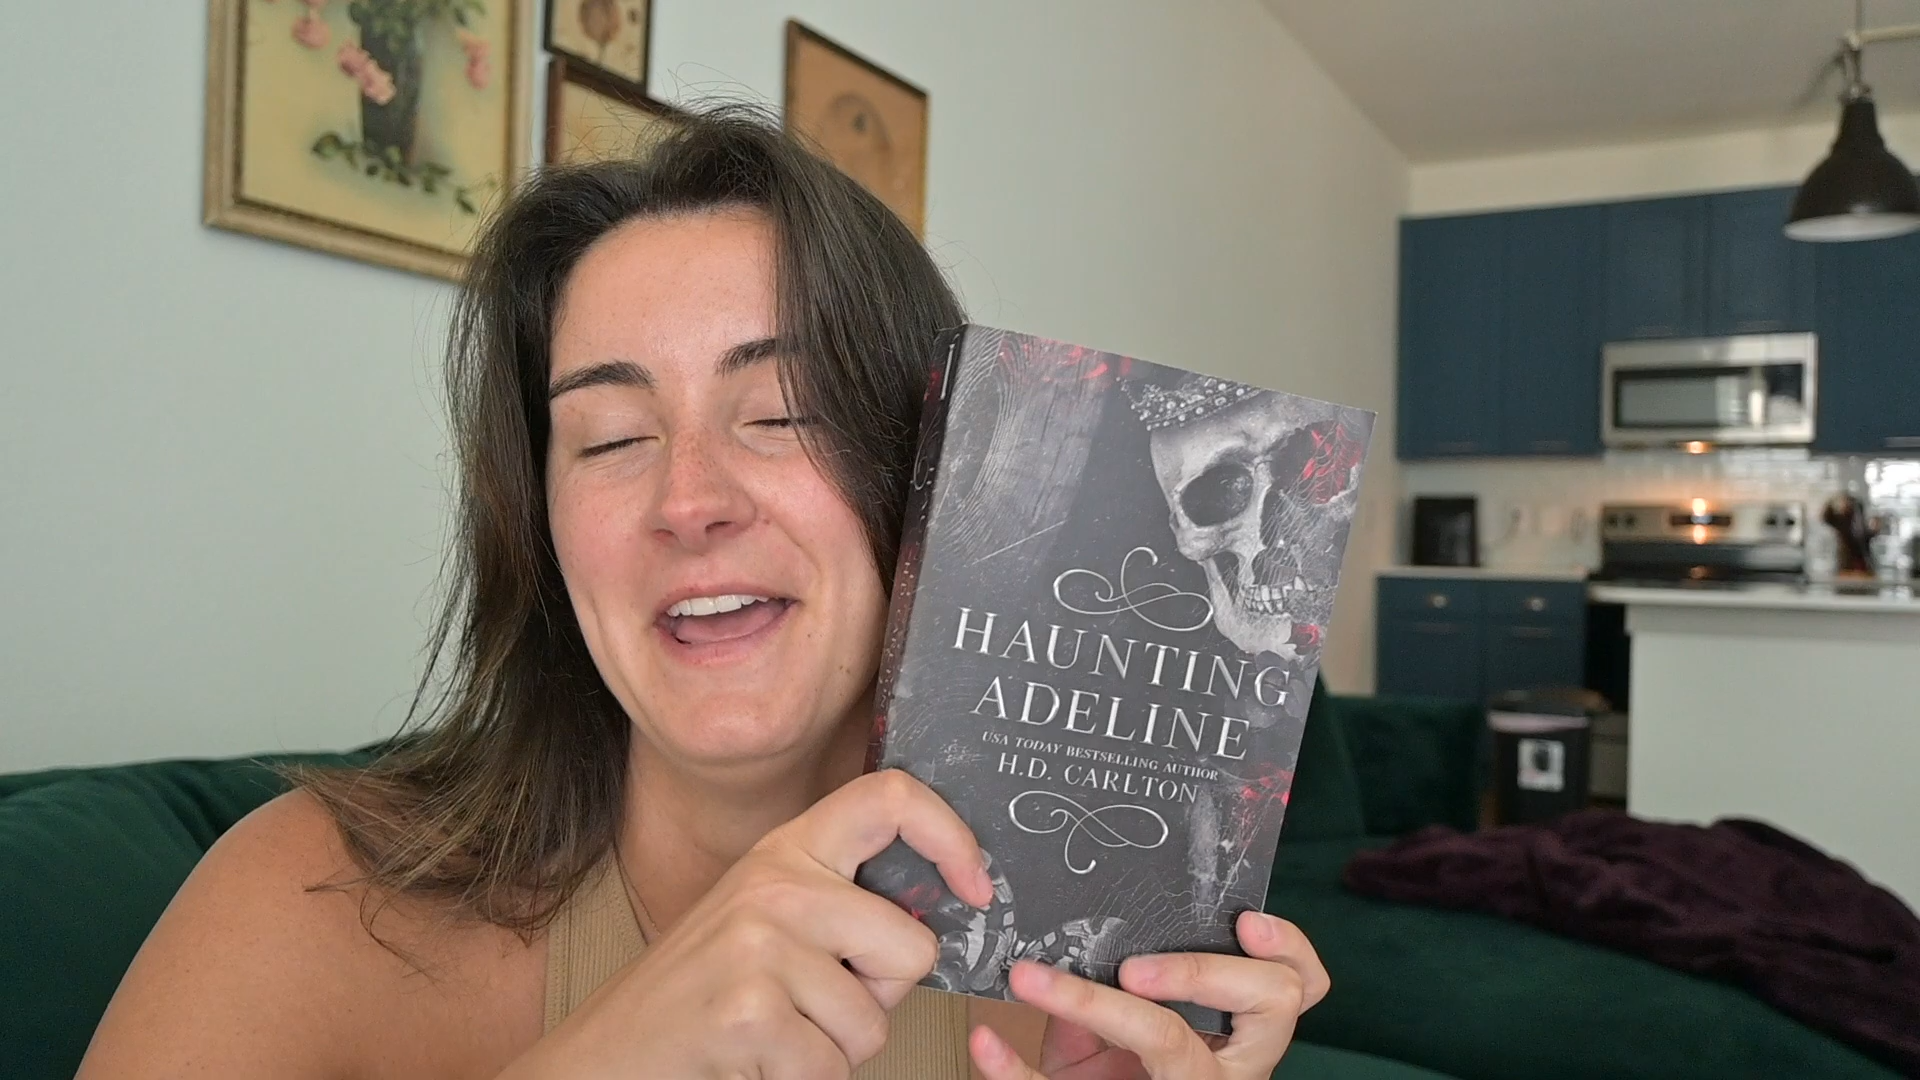 HAUNTING
ADELINE
USA TODAY BESTSELLING AUTHOR
H.D. CARLTON